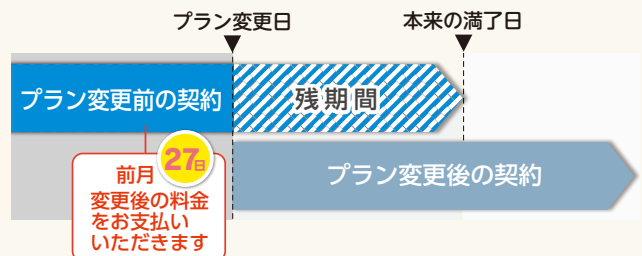 プラン変更日
本来の満了日
プラン変更前の契約
残期間
プラン変更後の契約
前月27日
変更後の料金
をお支払い
いただきます